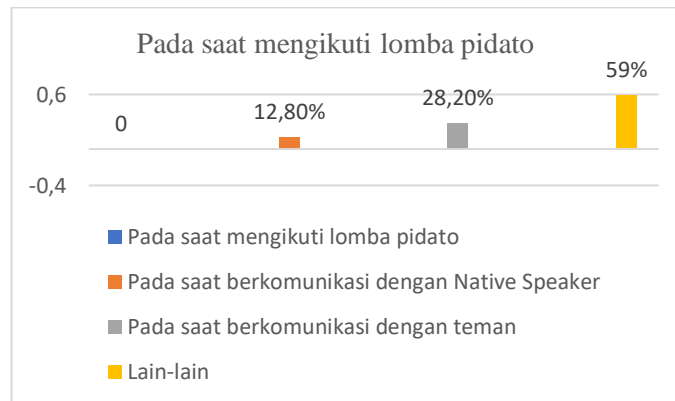 Pada saat mengikuti lomba pidato
59%
0,6
28,20%
12,80%
0
-0,4
Pada saat mengikuti lomba pidato
Pada saat berkomunikasi dengan Native Speaker
Pada saat berkomunikasi dengan teman
Lain-lain